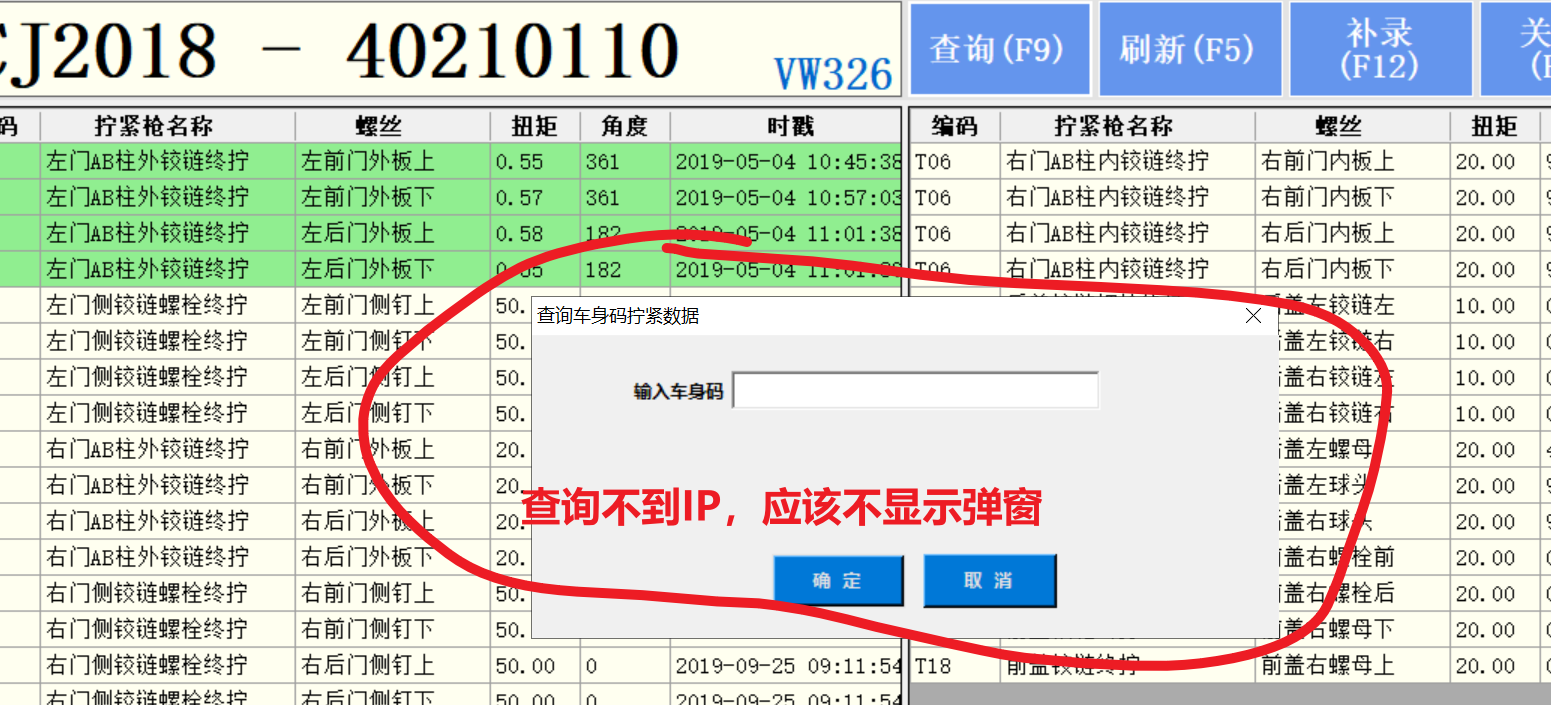 CJ2018 - 40210110
VW326
查询(F9)
刷新(F5)
补录
(F12)
关
码 拧紧枪名称 螺丝 扭矩 角度 时戳
左门AB柱外铰链终拧 左前门外板上 0.55 361 2019-05-04 10:45:38
左门AB柱外铰链终拧 左前门外板下 0.57 361 2019-05-04 10:57:03
左门AB柱外铰链终拧 左后门外板上 0.58 182 2019-05-04 11:01:38
左门AB柱外铰链终拧 左后门外板下 182 2019-05-04
左门侧铰链螺栓终拧 左前门侧钉上 50.
左门侧铰链螺栓终拧 左前门侧钉下 50.
左门侧铰链螺栓终拧 左后门侧钉上 50.
左门侧铰链螺栓终拧 左后门侧钉下 50.
右门AB柱外铰链终拧 右前门外板上 20.
右门AB柱外铰链终拧 右前门外板下 20.
右门AB柱外铰链终拧 右后门外板上 20.
右门AB柱外铰链终拧 右后门外板下 20.
右门侧铰链螺栓终拧 右前门侧钉上 50.
右门侧铰链螺栓终拧 右前门侧钉下 50.
右门侧铰链螺栓终拧 右后门侧钉上 50.00 0 2019-09-25 09:11:54
右门侧铰链螺栓终拧 右后门侧钉下 50.00 0 2019-09-25 09:11:54
编码 拧紧枪名称 螺丝 扭矩
T06 右门AB柱内铰链终拧 右前门内板上 20.00
T06 右门AB柱内铰链终拧 右前门内板下 20.00
T06 右门AB柱内铰链终拧 右后门内板上 20.00
T06 右门AB柱内铰链终拧 右后门内板下 20.00
后盖左铰链左 10.00
后盖左铰链右 10.00
后盖右铰链左 10.00
后盖右铰链右 10.00
盖左螺母 20.00
盖左球头 20.00
盖右球头 20.00
前盖右螺栓前 20.00
前盖右螺栓后 20.00
前盖右螺母下 20.00
T18 前盖铰链终拧 前盖右螺母上 20.00
查询车身码拧紧数据
输入车身码
查询不到IP，应该不显示弹窗
确 定
取 消